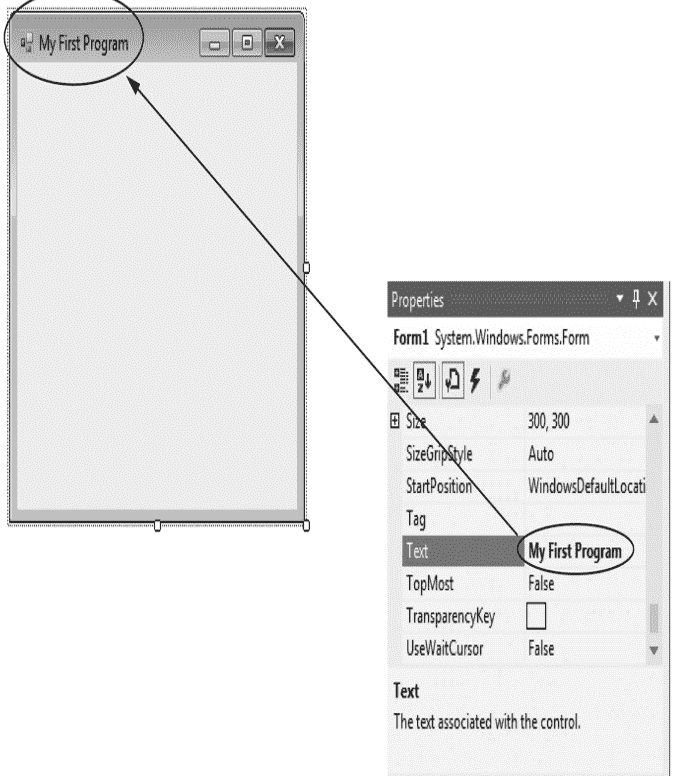 My First Program
Properties
Form1 System.Windows.Forms.Form
Size 300, 300
SizeGripStyle Auto
StartPosition WindowsDefaultLocati
Tag
Text My First Program
TopMost False
TransparencyKey
UseWaitCursor False
Text
The text associated with the control.